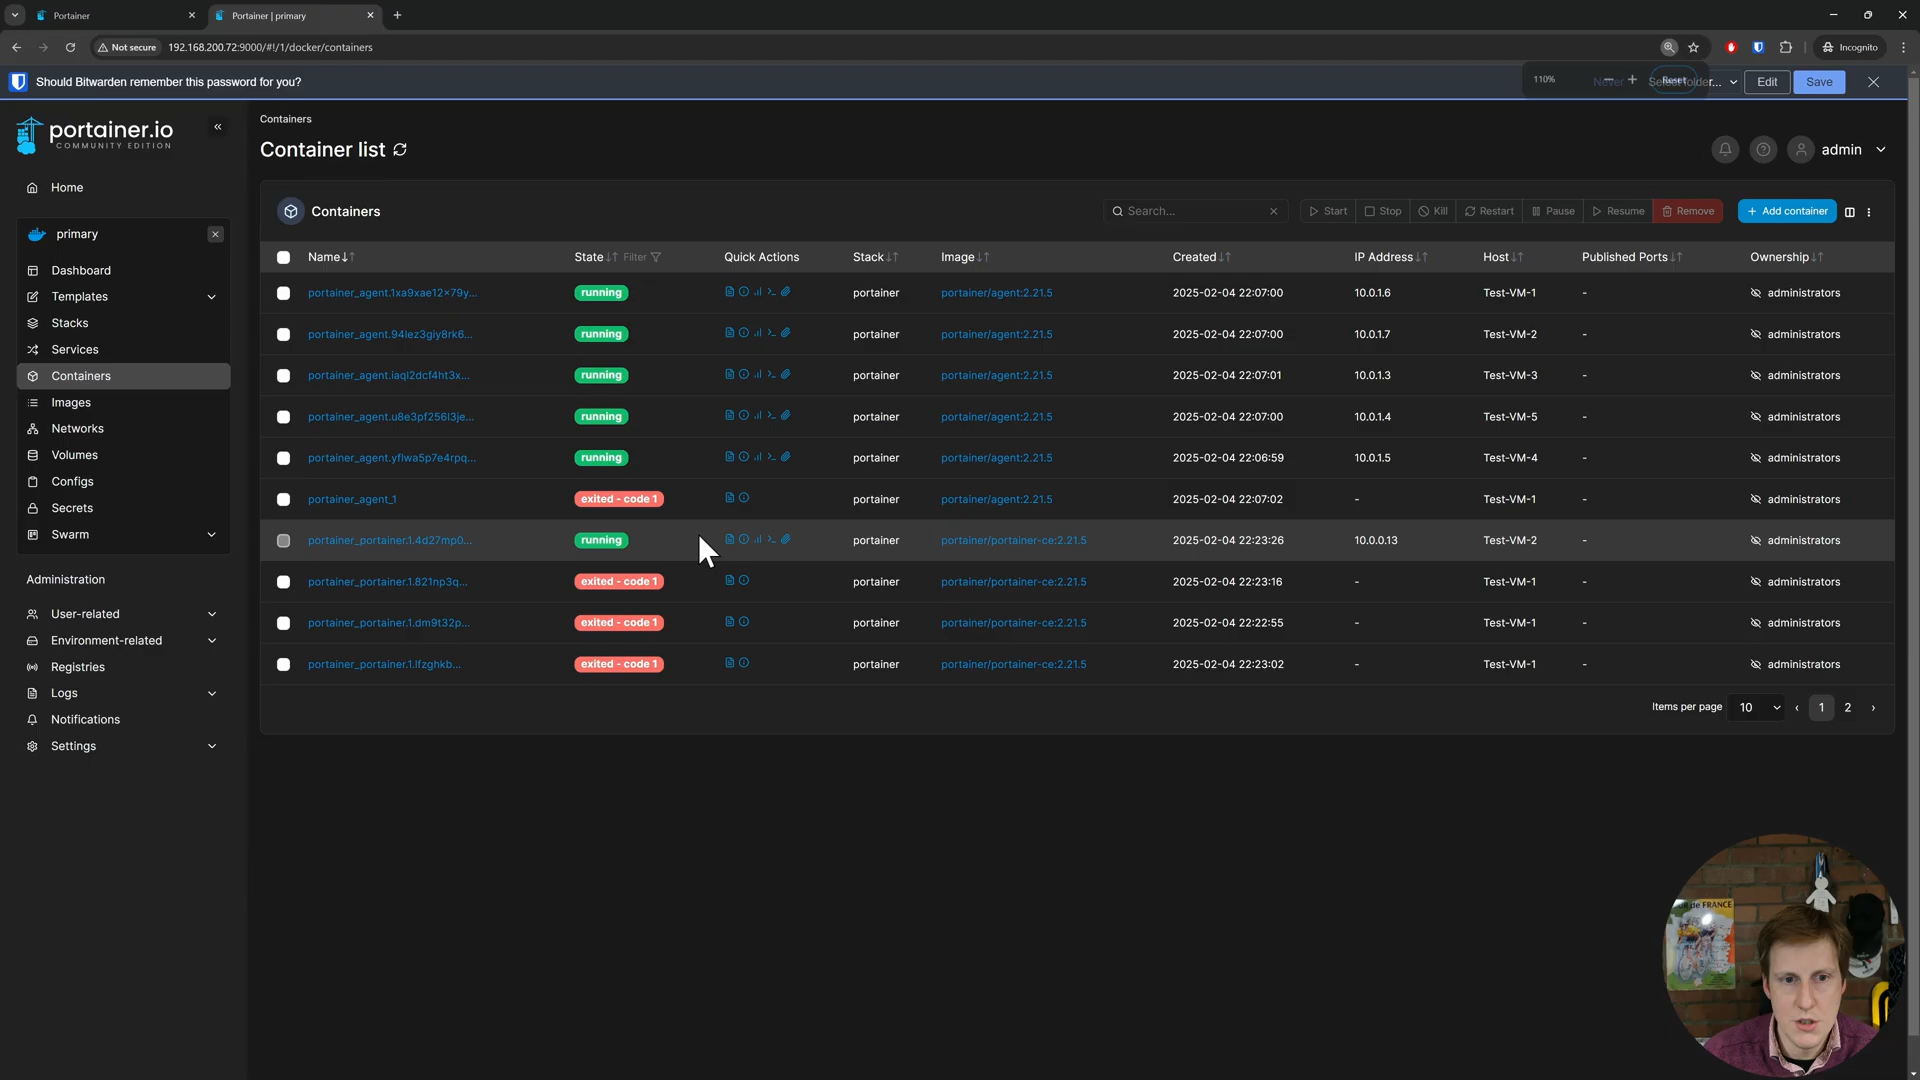 Portainer
Portainer | primary
Not secure
192.168.200.72:9000/#!/1/docker/containers
Incognito
Should Bitwarden remember this password for you?
110%
Never
Reset
Edit
Save
portainer.io
COMMUNITY EDITION
Containers
Container list
admin
Home
primary
Dashboard
Templates
Stacks
Services
Containers
Images
Networks
Volumes
Configs
Secrets
Swarm
Administration
User-related
Environment-related
Registries
Logs
Notifications
Settings
Containers
Search...
Start
Stop
Kill
Restart
Pause
Resume
Remove
+ Add container
Name State Filter Quick Actions Stack Image Created IP Address Host Published Ports Ownership
portainer_agent.1xa9xae12x79y... running portainer portainer/agent:2.21.5 2025-02-04 22:07:00 10.0.1.6 Test-VM-1 - administrators
portainer_agent.94lez3giy8rk6... running portainer portainer/agent:2.21.5 2025-02-04 22:07:00 10.0.1.7 Test-VM-2 - administrators
portainer_agent.iaql2dcf4ht3x... running portainer portainer/agent:2.21.5 2025-02-04 22:07:01 10.0.1.3 Test-VM-3 - administrators
portainer_agent.u8e3pf256l3je... running portainer portainer/agent:2.21.5 2025-02-04 22:07:00 10.0.1.4 Test-VM-5 - administrators
portainer_agent.yflwa5p7e4rpq... running portainer portainer/agent:2.21.5 2025-02-04 22:06:59 10.0.1.5 Test-VM-4 - administrators
portainer_agent_1 exited - code 1 portainer portainer/agent:2.21.5 2025-02-04 22:07:02 - Test-VM-1 - administrators
portainer_portainer.1.4d27mp0... running portainer portainer/portainer-ce:2.21.5 2025-02-04 22:23:26 10.0.0.13 Test-VM-2 - administrators
portainer_portainer.1.821np3q... exited - code 1 portainer portainer/portainer-ce:2.21.5 2025-02-04 22:23:16 - Test-VM-1 - administrators
portainer_portainer.1.dm9t32p... exited - code 1 portainer portainer/portainer-ce:2.21.5 2025-02-04 22:22:55 - Test-VM-1 - administrators
portainer_portainer.1.lfzghkb... exited - code 1 portainer portainer/portainer-ce:2.21.5 2025-02-04 22:23:02 - Test-VM-1 - administrators
Items per page 10 ‹ 1 2 ›
de FRANCE